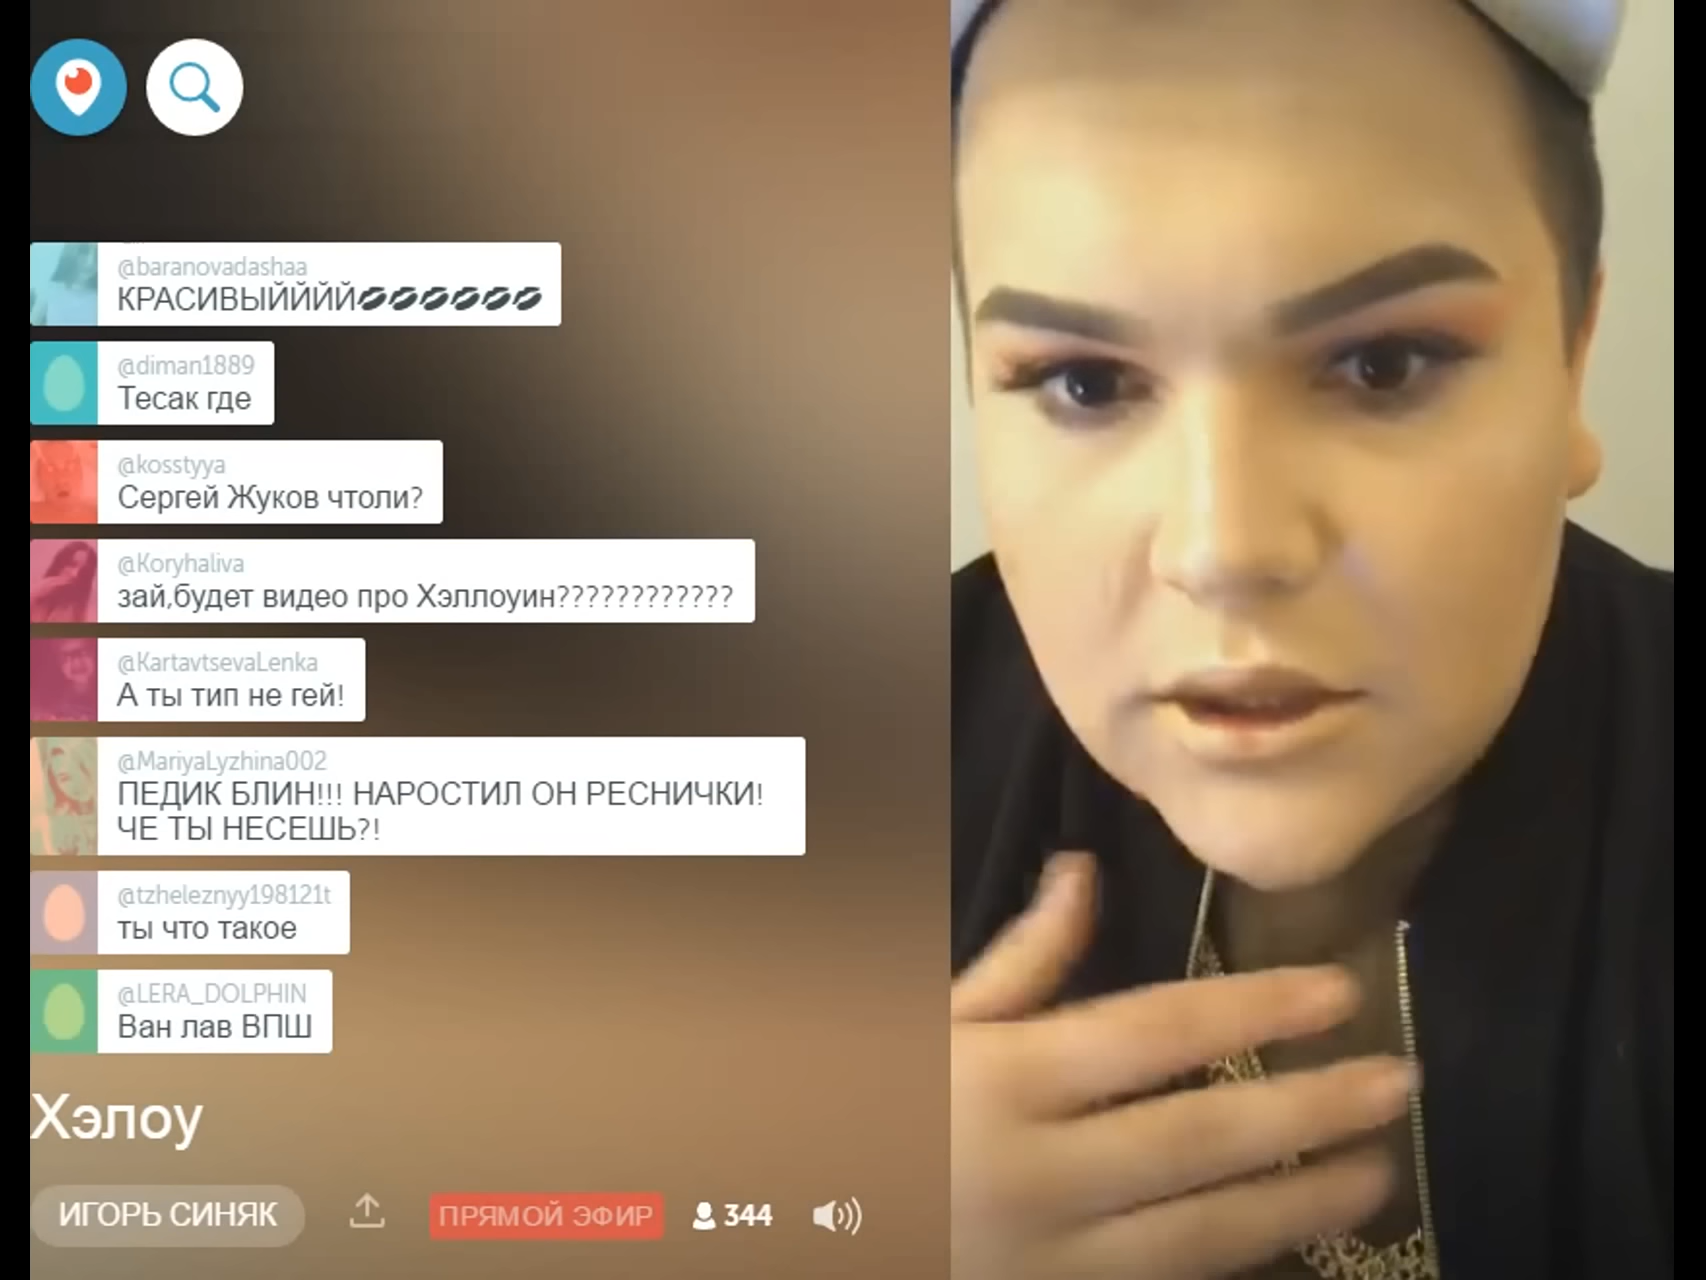 @baranovadashaa
КРАСИВЫЙЙЙЙ💋💋💋💋💋💋
@diman1889
Тесак где
@kosstyya
Сергей Жуков чтоли?
@Koryhaliva
зай,будет видео про Хэллоуин????????????
@KartavtsevaLenka
А ты тип не гей!
@MariyaLyzhina002
ПЕДИК БЛИН!!! НАРОСТИЛ ОН РЕСНИЧКИ!
ЧЕ ТЫ НЕСЕШЬ?!
@tzheleznyy198121t
ты что такое
@LERA_DOLPHIN
Ван лав ВПШ
Хэлоу
ИГОРЬ СИНЯК
ПРЯМОЙ ЭФИР
344